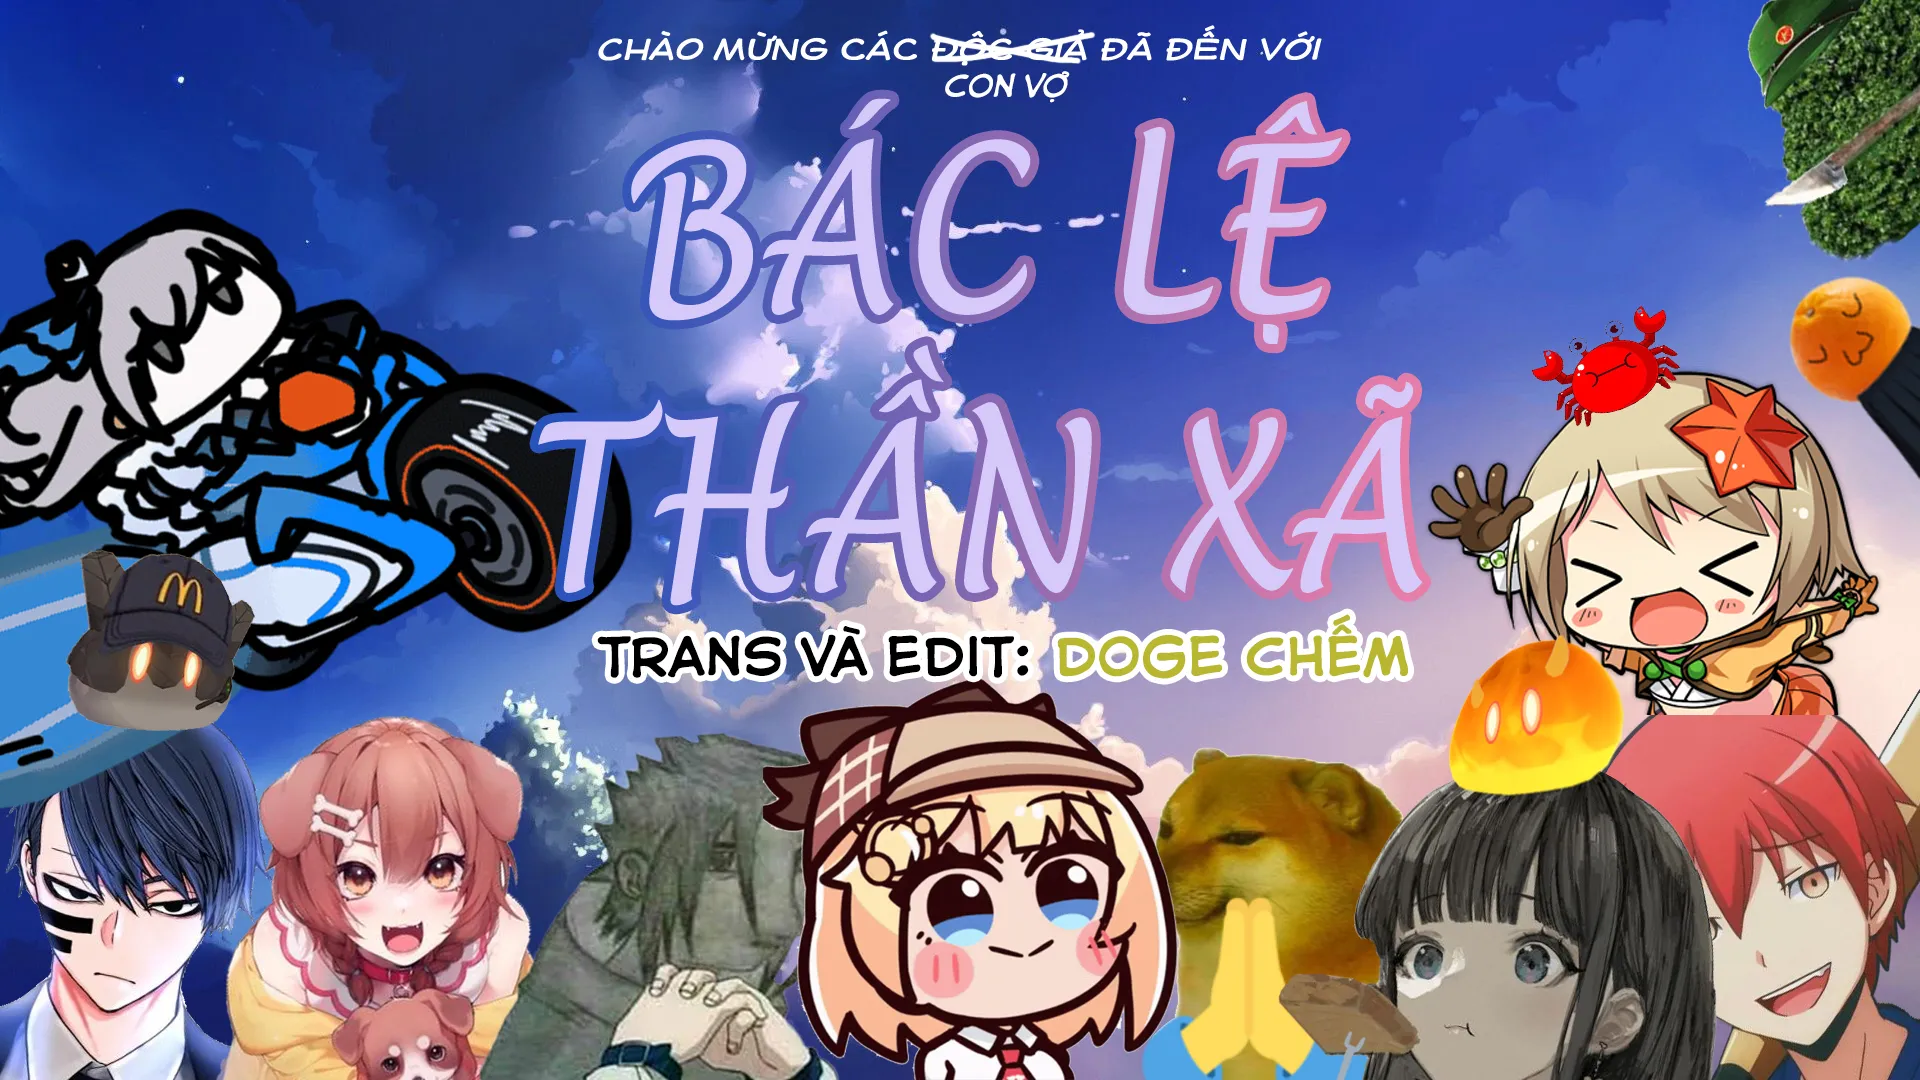 CHÀO MỪNG CÁC ĐỘC GIẢ ĐÃ ĐẾN VỚI
CON VỢ
BÁC LỆ
THẦN XÃ
TRANS VÀ EDIT: DOGE CHẾM